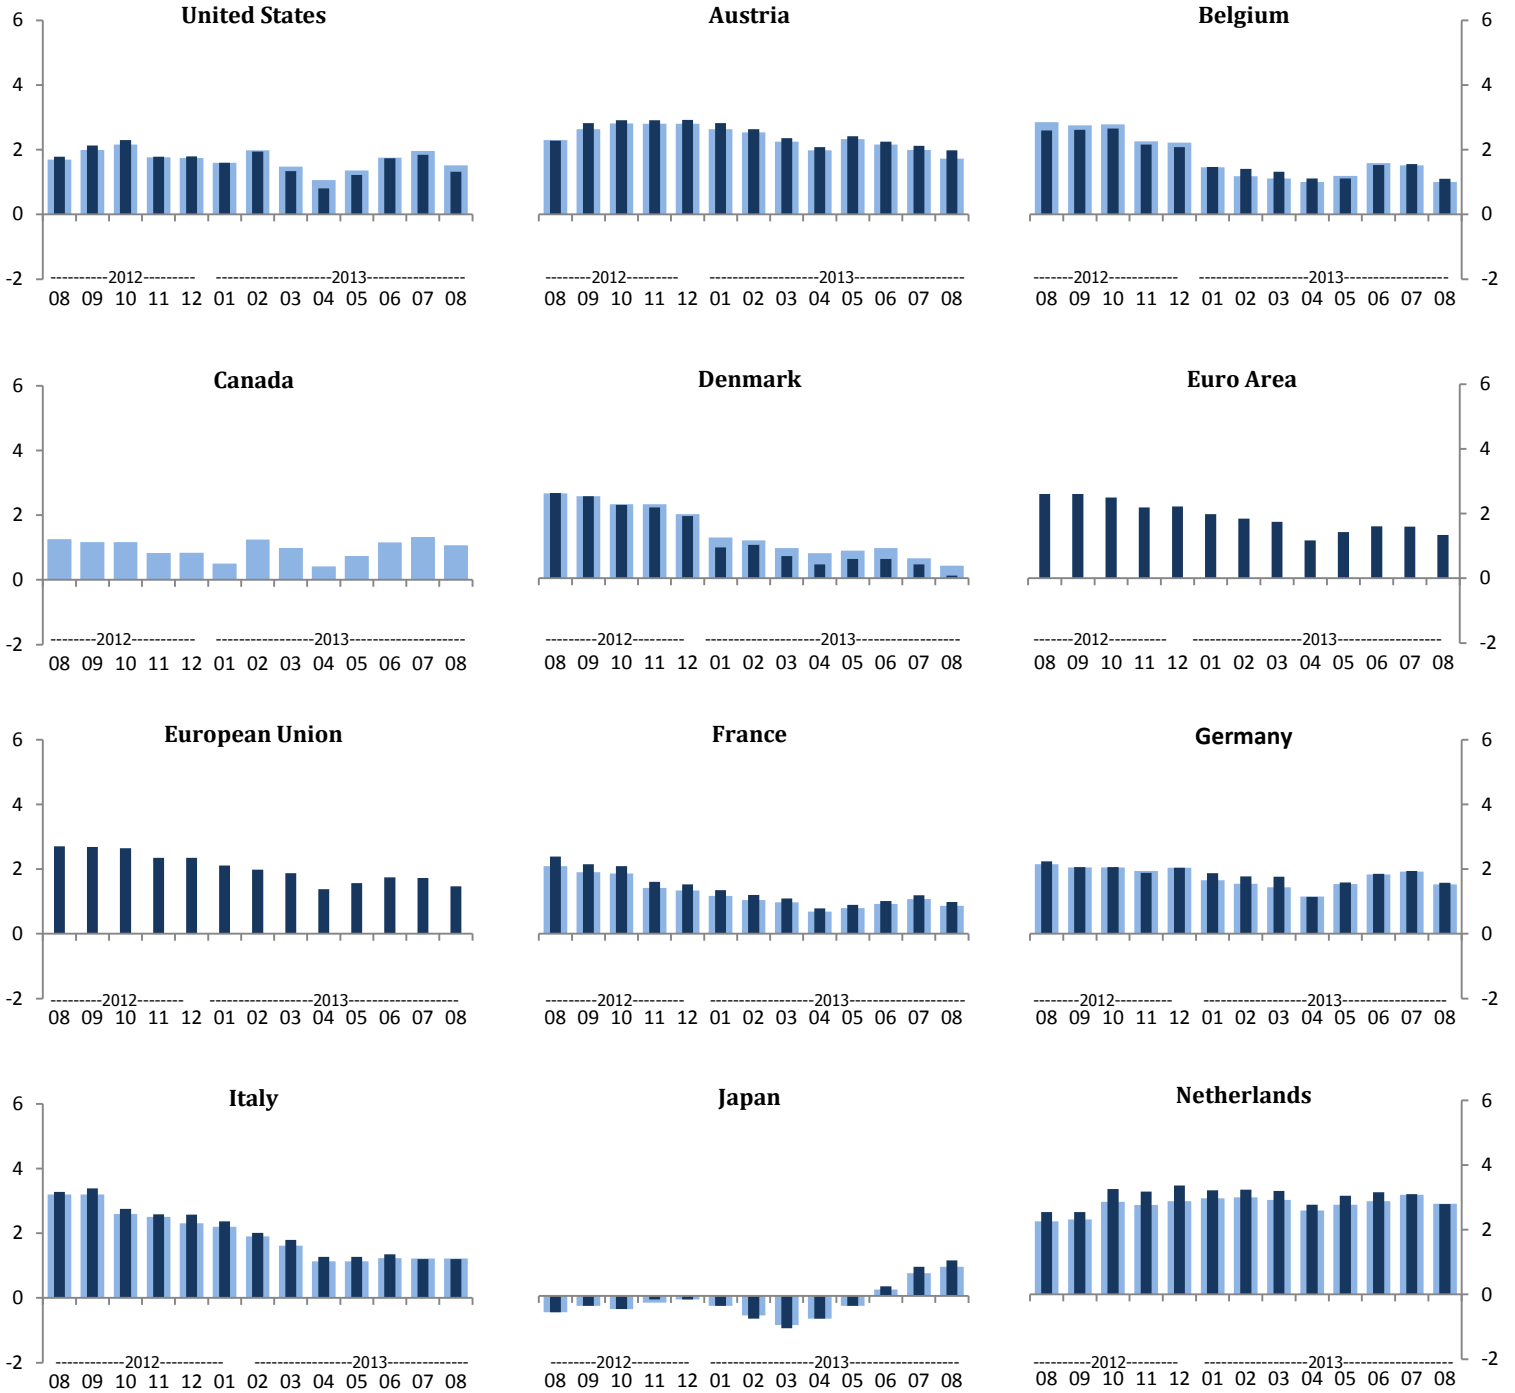 United States Austria Belgium
6 6
4 4
2 2
0 0
-2 -----------2012--------- --------------------2013----------------- --------2012--------- -------------------2013------------------------ -------2012--------- -------------------2013------------------ -2
08 09 10 11 12 01 02 03 04 05 06 07 08 08 09 10 11 12 01 02 03 04 05 06 07 08 08 09 10 11 12 01 02 03 04 05 06 07 08
Canada Denmark Euro Area
6 6
4 4
2 2
0 0
-2 --------2012----------- -----------------2013------------------- ---------2012--------- -------------------2013------------------- -------2012--------- -------------------2013------------------ -2
08 09 10 11 12 01 02 03 04 05 06 07 08 08 09 10 11 12 01 02 03 04 05 06 07 08 08 09 10 11 12 01 02 03 04 05 06 07 08
European Union France Germany
6 6
4 4
2 2
0 0
-2 ---------2012-------- ------------------2013------------------- ---------2012--------- ------------------2013--------------------- --------2012---------- -------------------2013------------------ -2
08 09 10 11 12 01 02 03 04 05 06 07 08 08 09 10 11 12 01 02 03 04 05 06 07 08 08 09 10 11 12 01 02 03 04 05 06 07 08
Italy Japan Netherlands
6 6
4 4
2 2
0 0
-2 ------------2012----------- -----------------2013-------------- ------------2012----------- ------------------2013------------------- ----------2012--------- ------------------2013----------------- -2
08 09 10 11 12 01 02 03 04 05 06 07 08 08 09 10 11 12 01 02 03 04 05 06 07 08 08 09 10 11 12 01 02 03 04 05 06 07 08